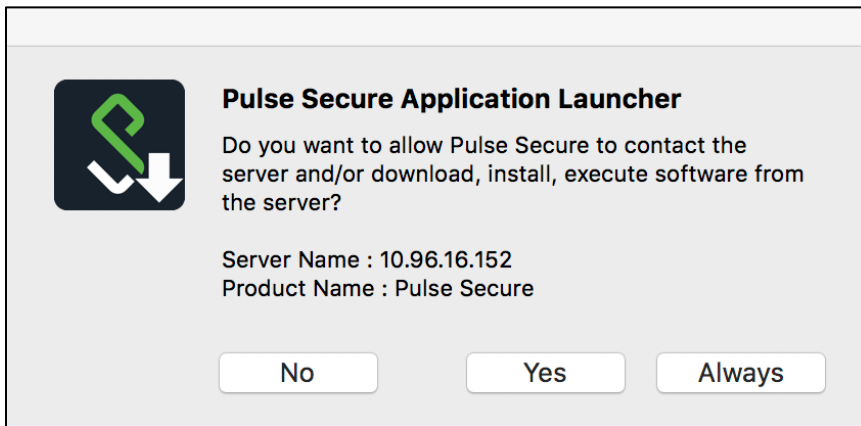 Pulse Secure Application Launcher
Do you want to allow Pulse Secure to contact the
server and/or download, install, execute software from
the server?
Server Name : 10.96.16.152
Product Name : Pulse Secure
No
Yes
Always